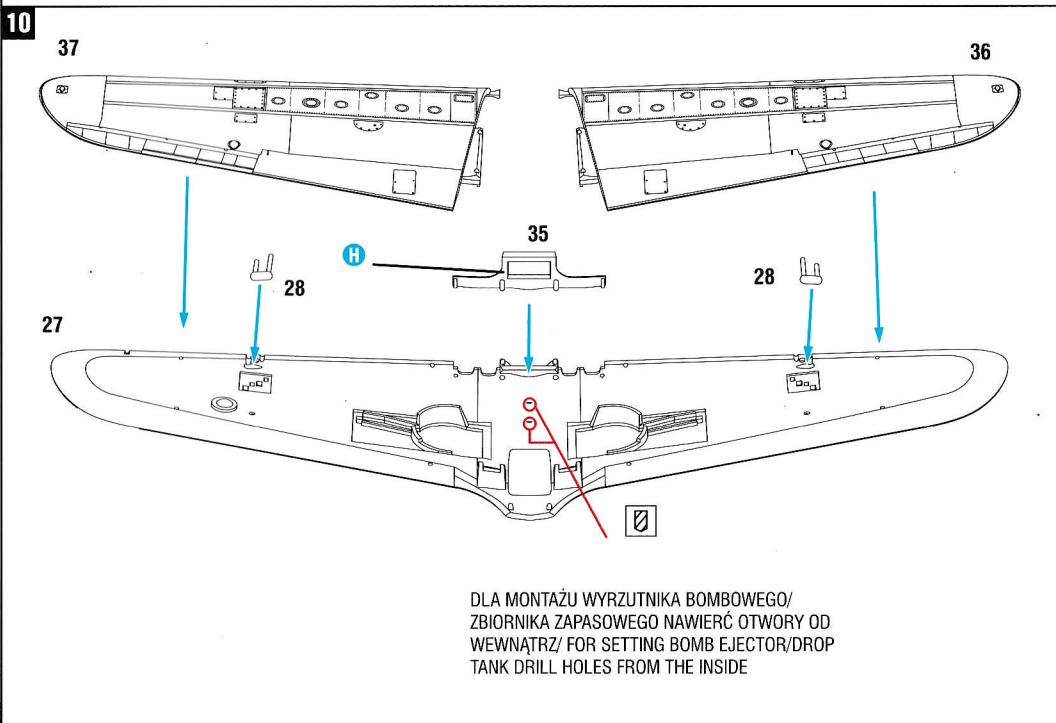 10
37
36
35
H
28
28
27
DLA MONTAŻU WYRZUTNIKA BOMBOWEGO/
ZBIORNIKA ZAPASOWEGO NAWIERĆ OTWORY OD
WEWNĄTRZ/ FOR SETTING BOMB EJECTOR/DROP
TANK DRILL HOLES FROM THE INSIDE